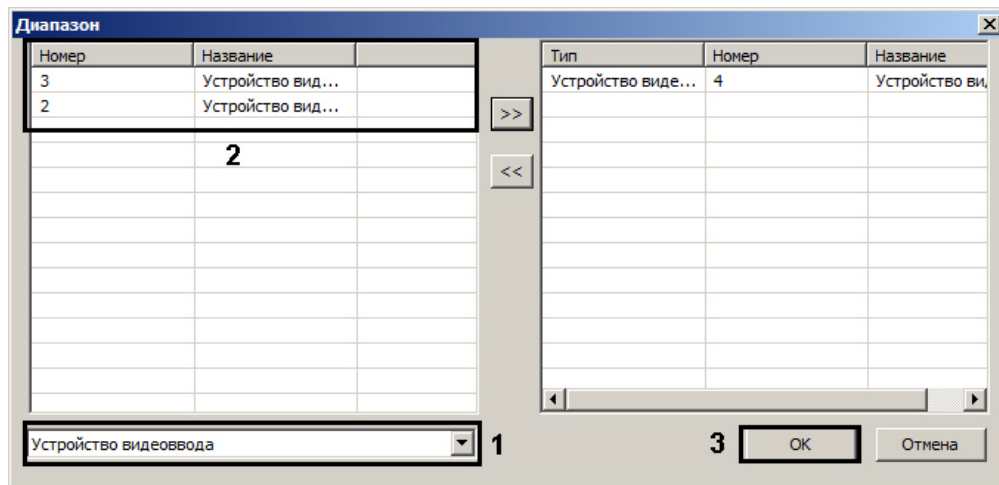 Диапазон
Номер Название Тип Номер Название
3 Устройство вид... Устройство виде... 4 Устройство ви
2 Устройство вид...
>>
2
<<
Устройство видеоввода 1 3 OK Отмена